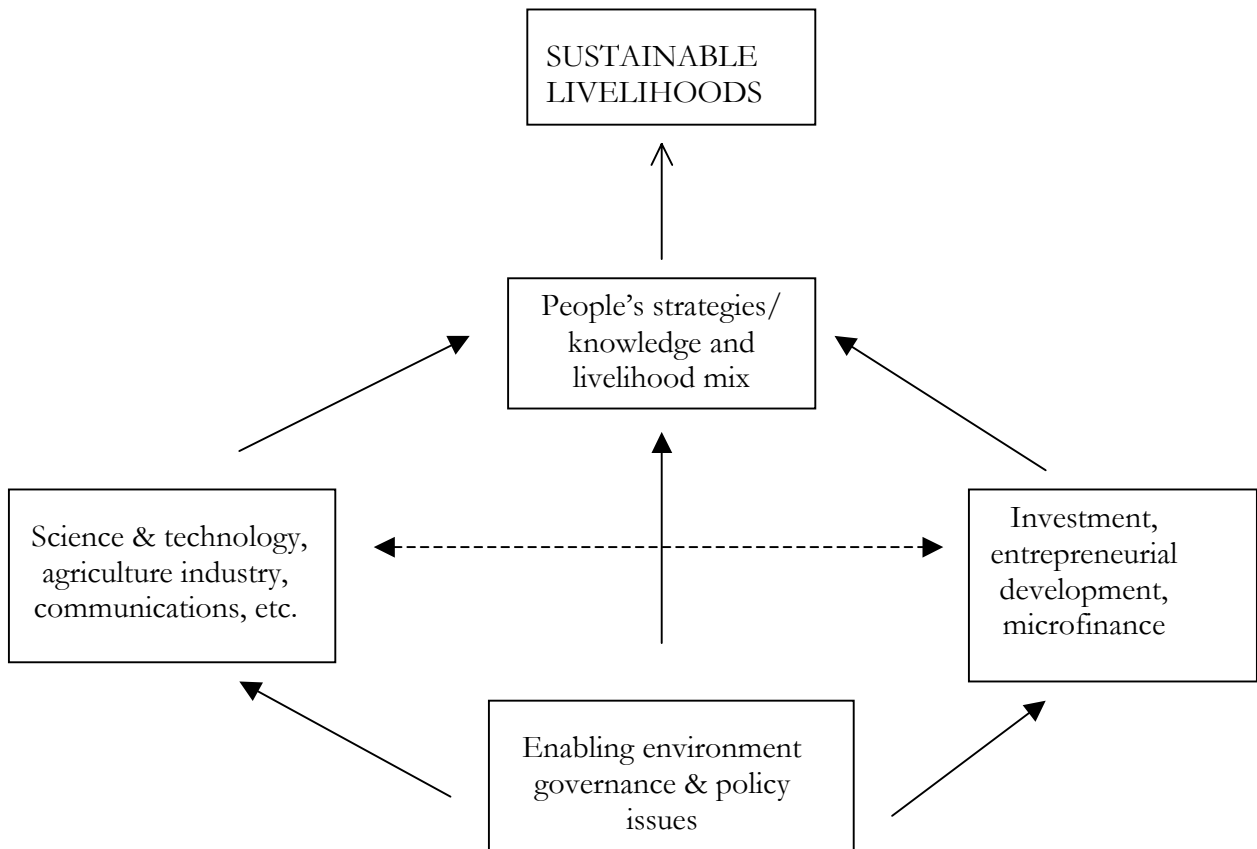 SUSTAINABLE
LIVELIHOODS
People’s strategies/
knowledge and
livelihood mix
Science & technology,
agriculture industry,
communications, etc.
Investment,
entrepreneurial
development,
microfinance
Enabling environment
governance & policy
issues